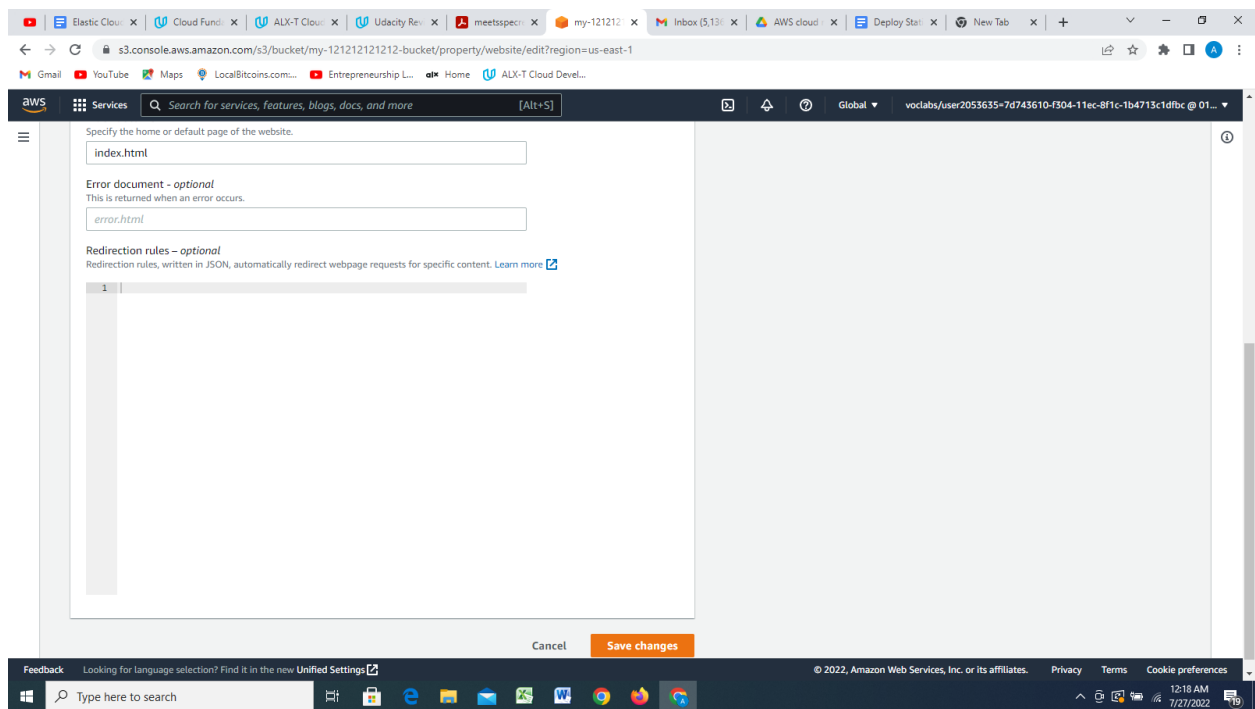 Elastic Clou
Cloud Fund
ALX-T Clou
Udacity Rev
meetsspecr
my-121212
Inbox (5,136
AWS cloud
Deploy Stat
New Tab
s3.console.aws.amazon.com/s3/bucket/my-121212121212-bucket/property/website/edit?region=us-east-1
A
Gmail
YouTube
Maps
LocalBitcoins.com:...
Entrepreneurship L...
alx Home
ALX-T Cloud Devel...
aws
Services
Search for services, features, blogs, docs, and more
[Alt+S]
Global
voclabs/user2053635=7d743610-f304-11ec-8f1c-1b4713c1dfbc @ 01...
Specify the home or default page of the website.
index.html
Error document - optional
This is returned when an error occurs.
error.html
Redirection rules – optional
Redirection rules, written in JSON, automatically redirect webpage requests for specific content. Learn more
1
Cancel
Save changes
Feedback
Looking for language selection? Find it in the new Unified Settings
© 2022, Amazon Web Services, Inc. or its affiliates.
Privacy
Terms
Cookie preferences
Type here to search
12:18 AM
7/27/2022
19